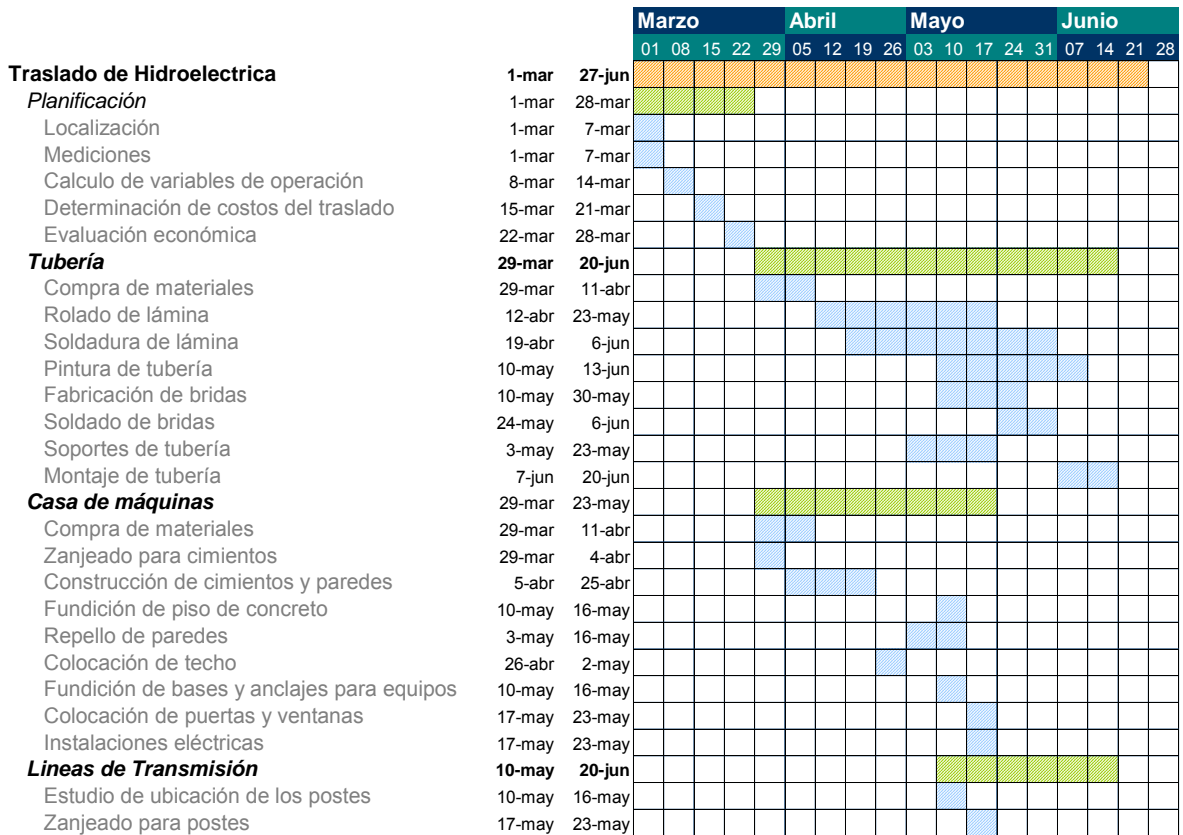 Marzo Abril Mayo Junio
01 08 15 22 29 05 12 19 26 03 10 17 24 31 07 14 21 28
Traslado de Hidroelectrica 1-mar 27-jun
Planificación 1-mar 28-mar
Localización 1-mar 7-mar
Mediciones 1-mar 7-mar
Calculo de variables de operación 8-mar 14-mar
Determinación de costos del traslado 15-mar 21-mar
Evaluación económica 22-mar 28-mar
Tubería 29-mar 20-jun
Compra de materiales 29-mar 11-abr
Rolado de lámina 12-abr 23-may
Soldadura de lámina 19-abr 6-jun
Pintura de tubería 10-may 13-jun
Fabricación de bridas 10-may 30-may
Soldado de bridas 24-may 6-jun
Soportes de tubería 3-may 23-may
Montaje de tubería 7-jun 20-jun
Casa de máquinas 29-mar 23-may
Compra de materiales 29-mar 11-abr
Zanjeado para cimientos 29-mar 4-abr
Construcción de cimientos y paredes 5-abr 25-abr
Fundición de piso de concreto 10-may 16-may
Repello de paredes 3-may 16-may
Colocación de techo 26-abr 2-may
Fundición de bases y anclajes para equipos 10-may 16-may
Colocación de puertas y ventanas 17-may 23-may
Instalaciones eléctricas 17-may 23-may
Lineas de Transmisión 10-may 20-jun
Estudio de ubicación de los postes 10-may 16-may
Zanjeado para postes 17-may 23-may